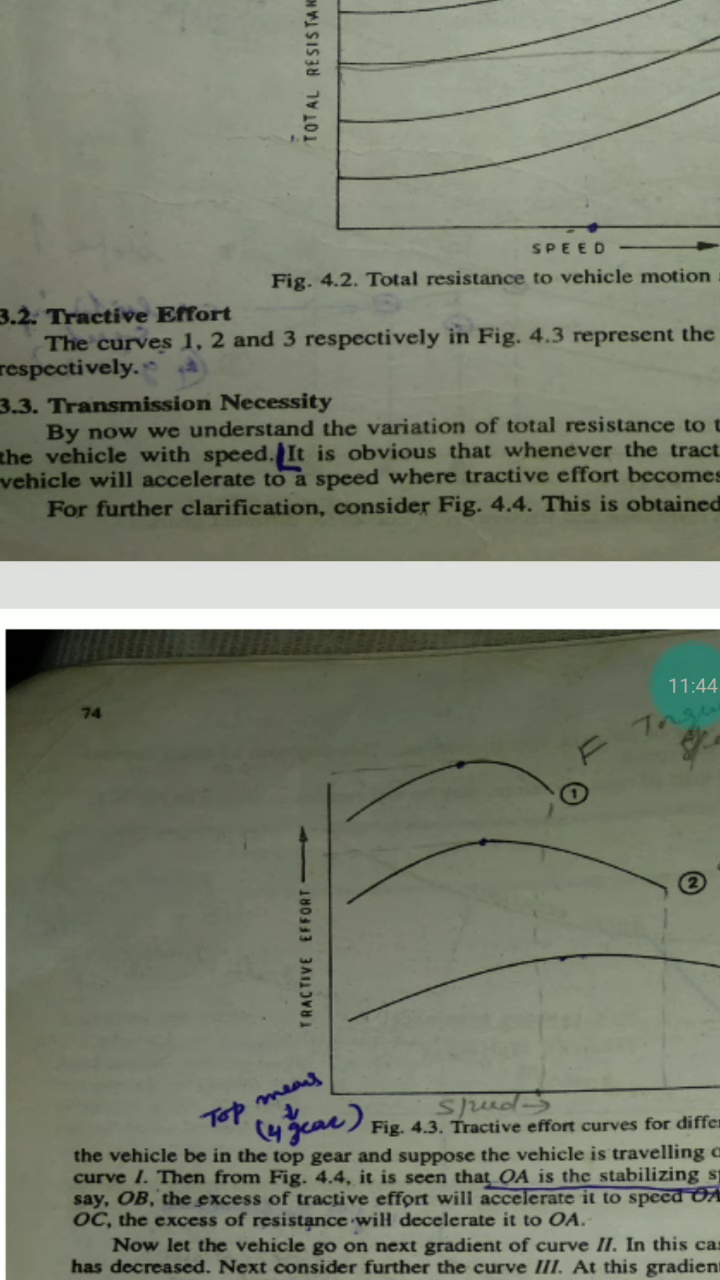 TOTAL RESISTAN
SPEED
Fig. 4.2. Total resistance to vehicle motion
3.2. Tractive Effort
The curves 1, 2 and 3 respectively in Fig. 4.3 represent the
respectively.
3.3. Transmission Necessity
By now we understand the variation of total resistance to t
the vehicle with speed. It is obvious that whenever the tract
vehicle will accelerate to a speed where tractive effort becomes
For further clarification, consider Fig. 4.4. This is obtained
11:44
74
F Torque
1
2
TRACTIVE EFFORT
Speed
Top means
(4 gear)
Fig. 4.3. Tractive effort curves for diffe
the vehicle be in the top gear and suppose the vehicle is travelling
curve I. Then from Fig. 4.4, it is seen that OA is the stabilizing s
say, OB, the excess of tractive effort will accelerate it to speed OA
OC, the excess of resistance will decelerate it to OA.
Now let the vehicle go on next gradient of curve II. In this ca
has decreased. Next consider further the curve III. At this gradien